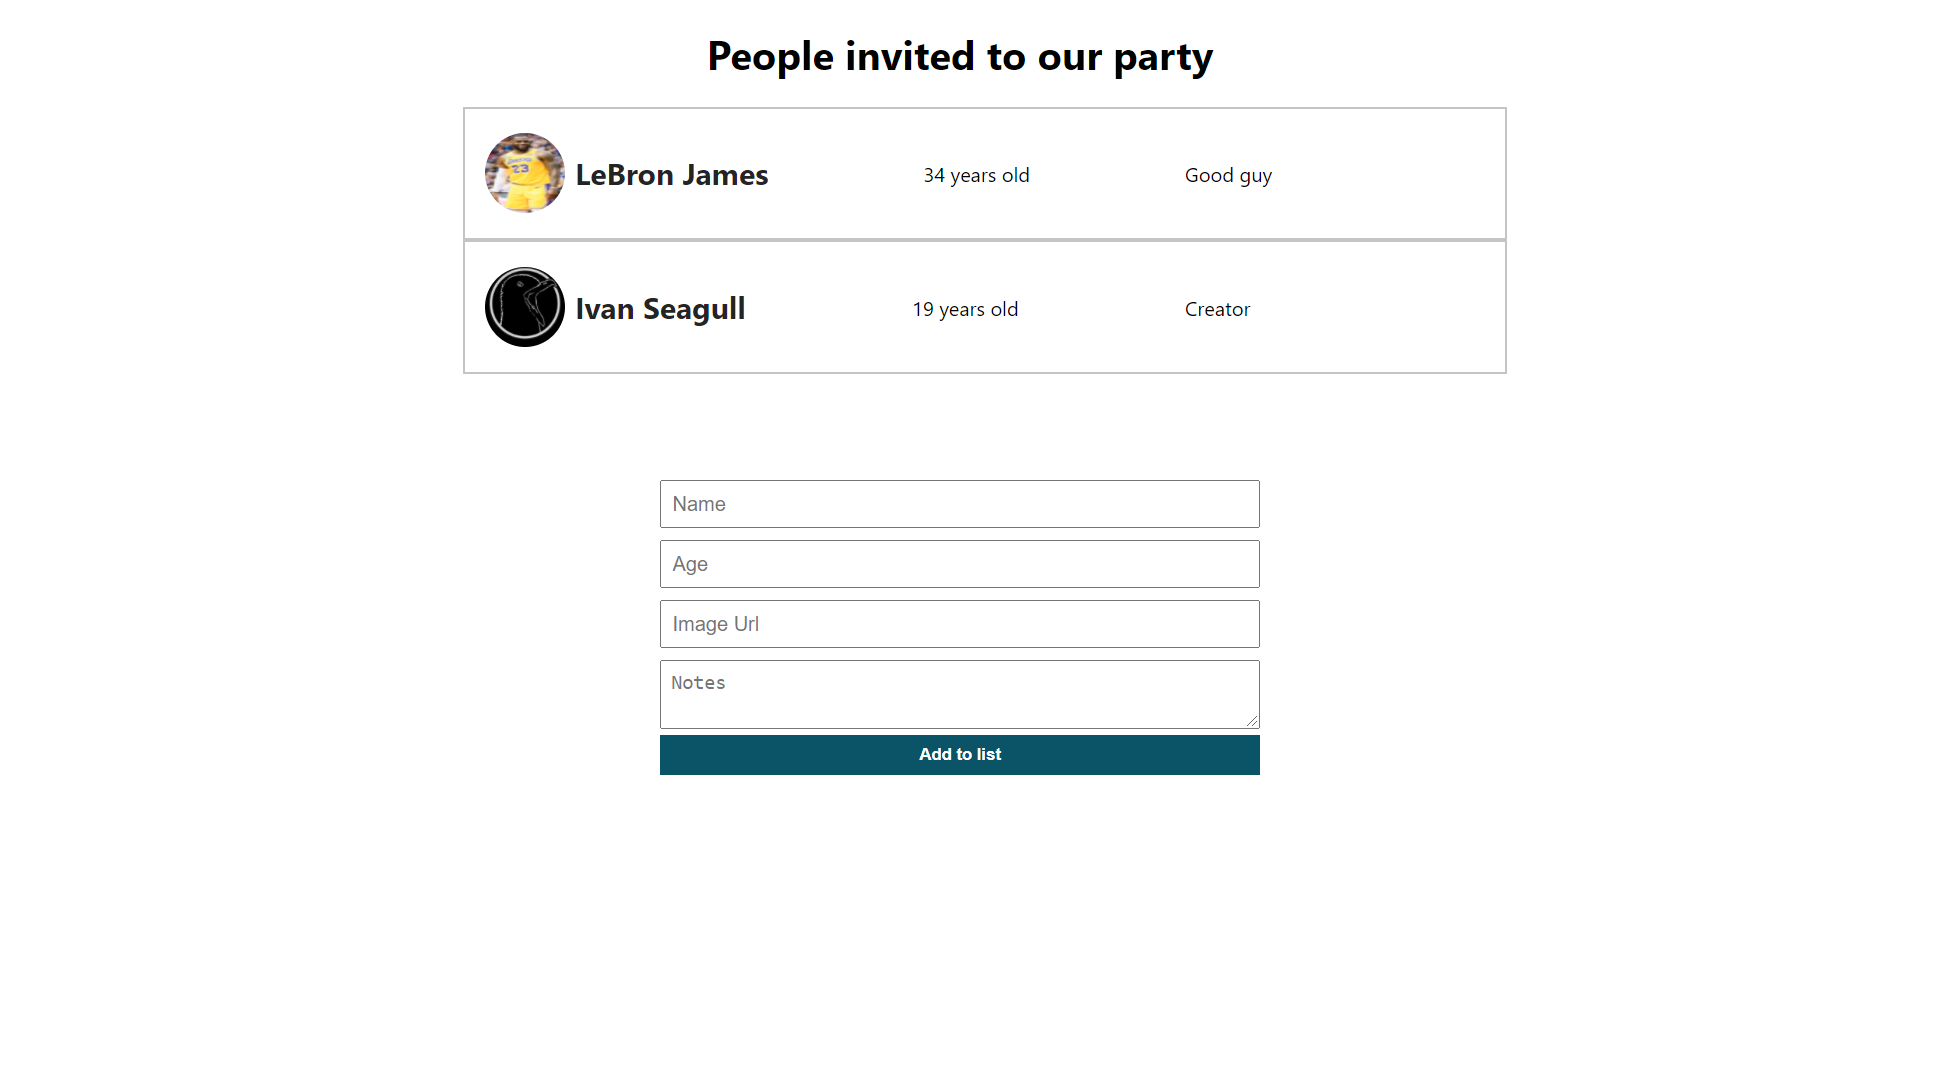 People invited to our party
23
LeBron James 34 years old Good guy
Ivan Seagull 19 years old Creator
Name
Age
Image Url
Notes
Add to list